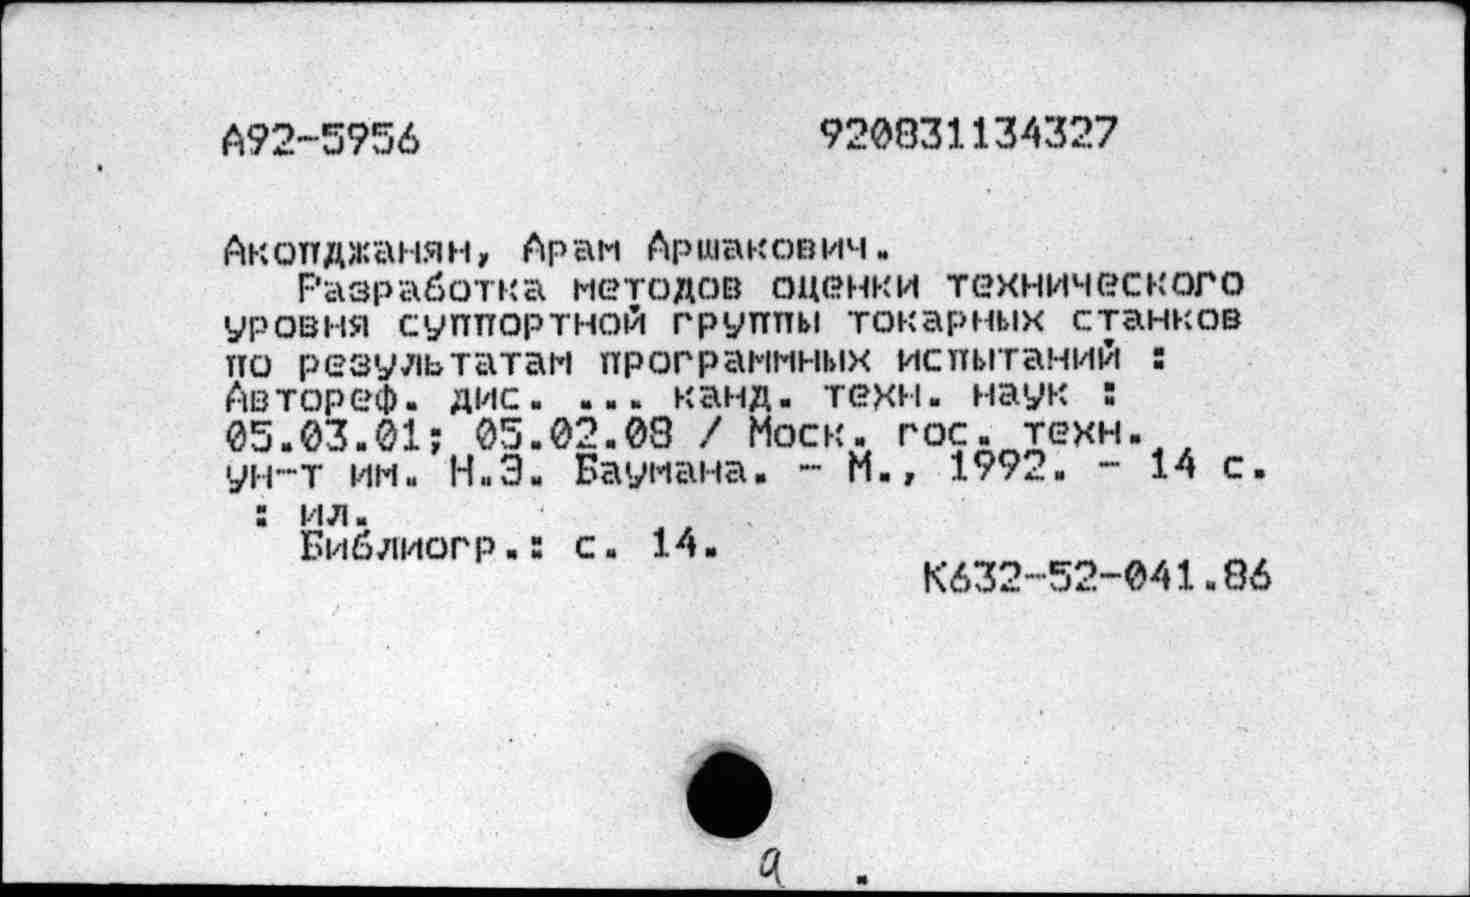 А92-5956 920831134327
Акопджанян, Арам Аршакович.
Разработка методов оценки технического
уровня суппортной группы токарных станков
по результатам программных испытаний :
Автореф. дис. ... канд. техн. наук :
05.03.01; 05.02.08 / Моск. гос. техн.
ун-т им. Н.Э. Баумана. - М., 1992. - 14 с.
: ил.
Библиогр.: с. 14.
К632-52-041.86
а